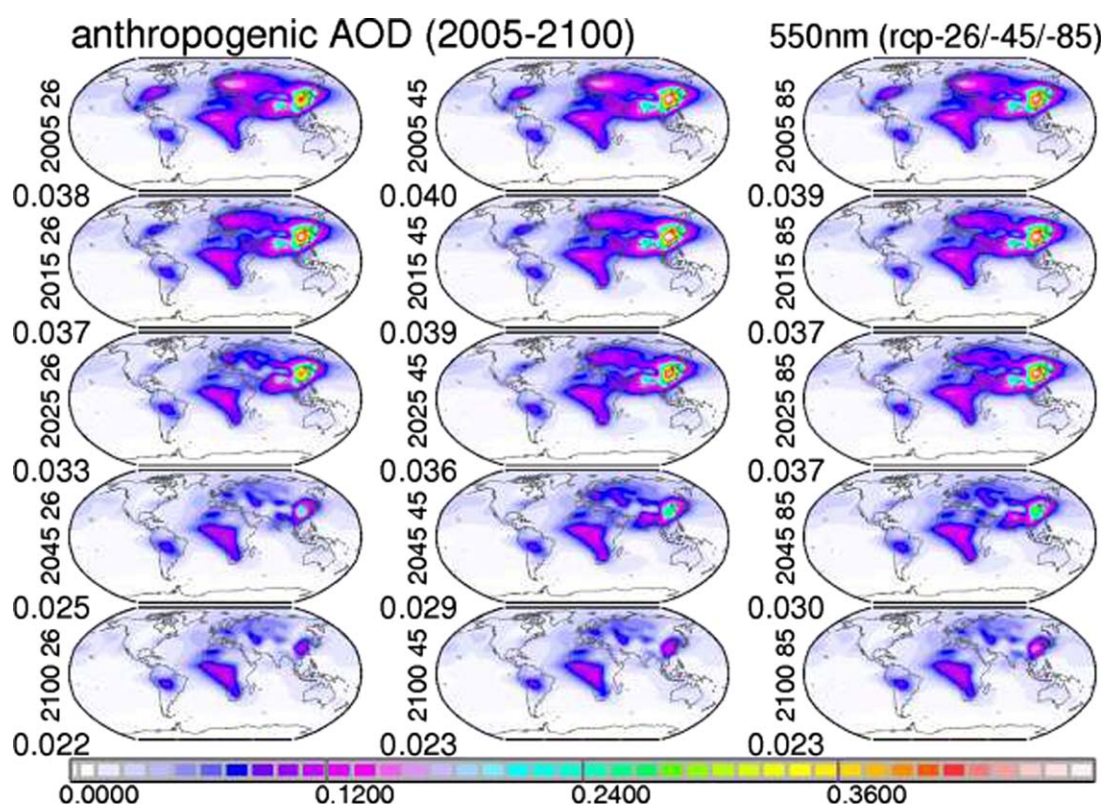 anthropogenic AOD (2005-2100) 550nm (rcp-26/-45/-85)
2005 26 2005 45 2005 85
0.038 0.040 0.039
2015 26 2015 45 2015 85
0.037 0.039 0.037
2025 26 2025 45 2025 85
0.033 0.036 0.037
2045 26 2045 45 2045 85
0.025 0.029 0.030
2100 26 2100 45 2100 85
0.022 0.023 0.023
0.0000 0.1200 0.2400 0.3600